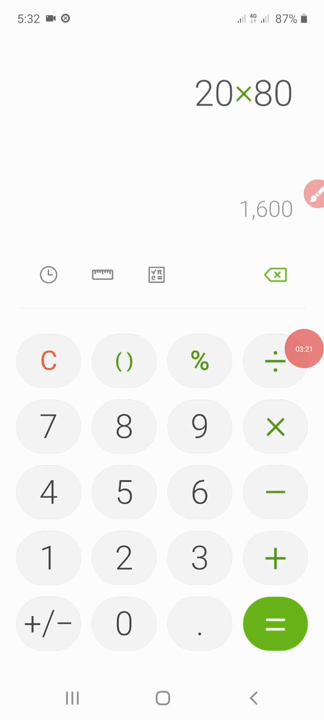 5:32 4G 87%
20×80
1,600
C ( ) % ÷
03:21
7 8 9 ×
4 5 6 −
1 2 3 +
+/− 0 . =